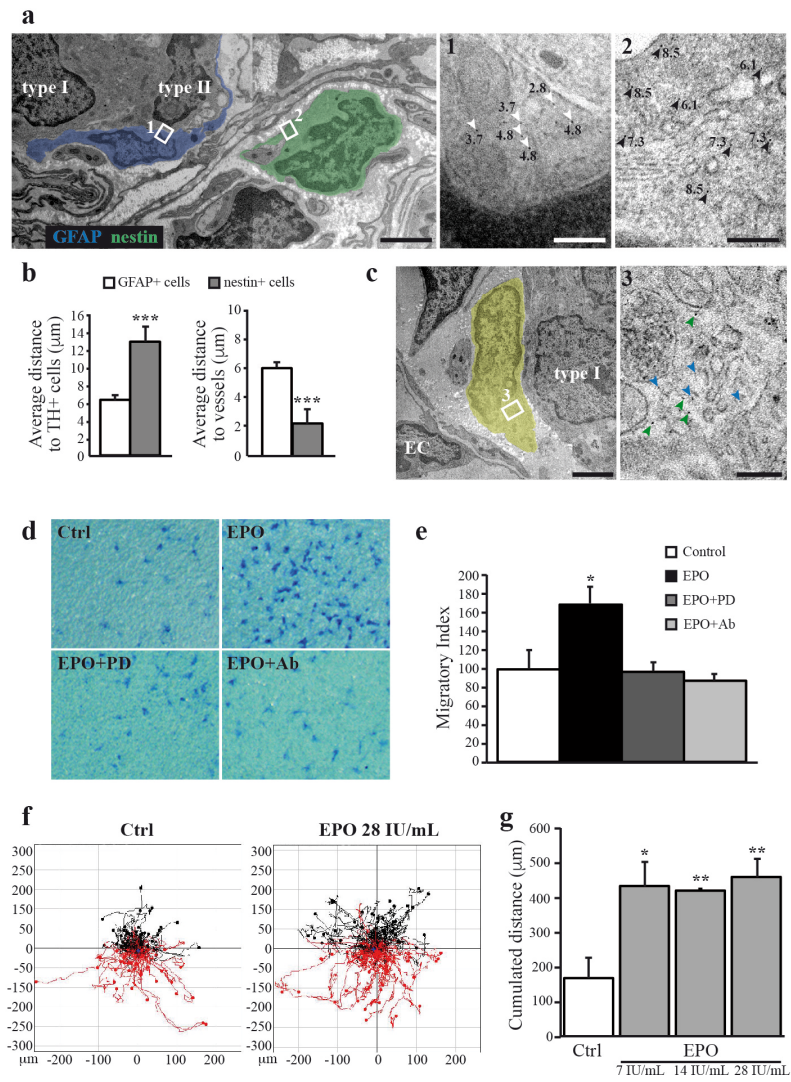 a
type I
type II
1
2
GFAP nestin
1
2.8
3.7
3.7
4.8
4.8
4.8
2
8.5
6.1
8.5
6.1
7.3
7.3
7.3
8.5
b
GFAP+ cells
nestin+ cells
Average distance
to TH+ cells (μm)
16
14
12
10
8
6
4
2
0
***
Average distance
to vessels (μm)
8
6
4
2
0
***
c
3
type I
EC
3
d
Ctrl
EPO
EPO+PD
EPO+Ab
e
Control
EPO
EPO+PD
EPO+Ab
Migratory Index
200
180
160
140
120
100
80
60
40
20
0
*
f
Ctrl
300
250
200
150
100
50
0
-50
-100
-150
-200
-250
-300
μm -200 -100 0 100 200
EPO 28 IU/mL
300
250
200
150
100
50
0
-50
-100
-150
-200
-250
-300
μm -200 -100 0 100 200
g
Cumulated distance (μm)
600
500
400
300
200
100
0
* ** **
Ctrl EPO
7 IU/mL 14 IU/mL 28 IU/mL